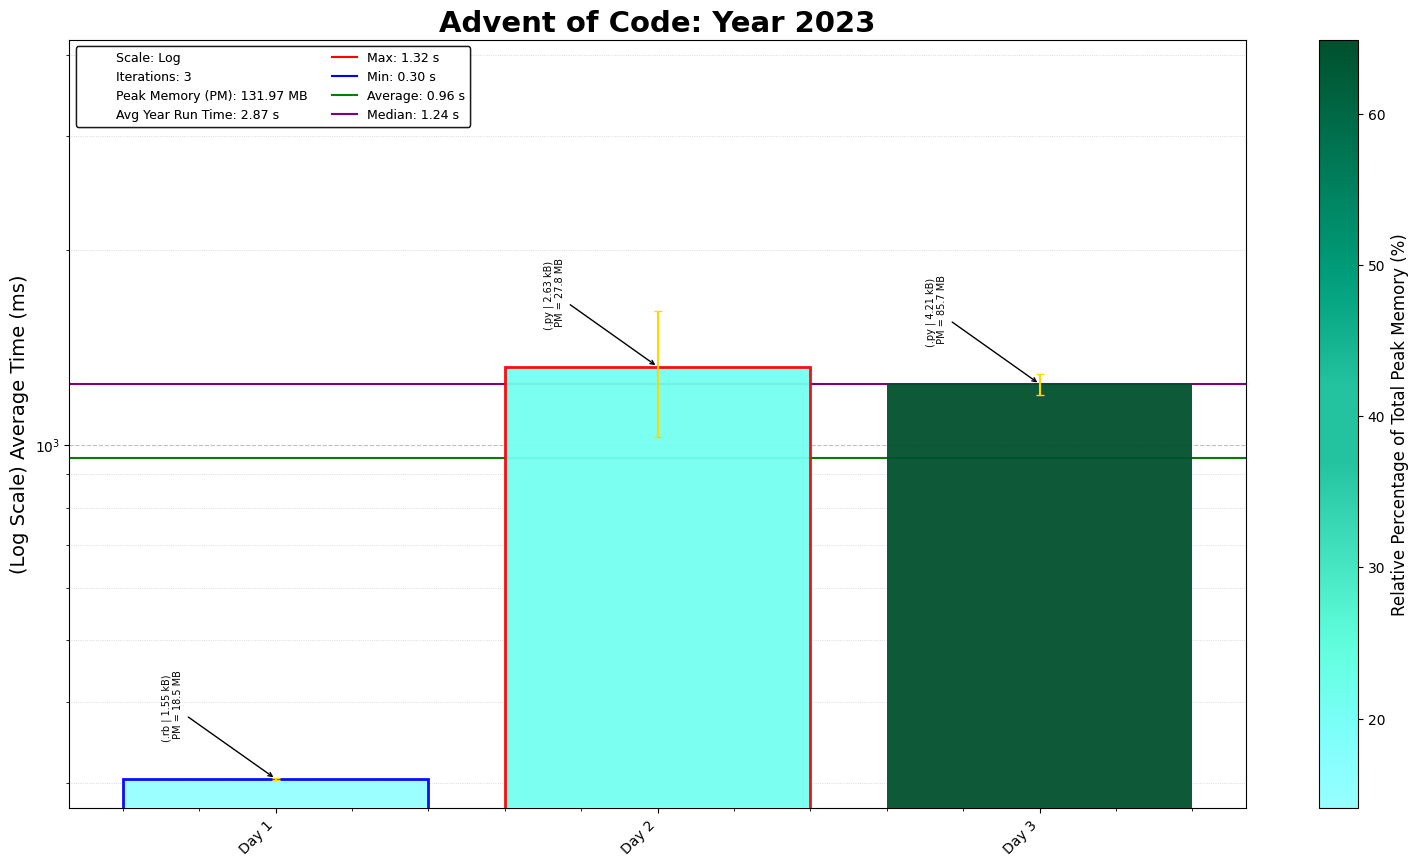 Advent of Code: Year 2023
Scale: Log
Iterations: 3
Peak Memory (PM): 131.97 MB
Avg Year Run Time: 2.87 s
Max: 1.32 s
Min: 0.30 s
Average: 0.96 s
Median: 1.24 s
(Log Scale) Average Time (ms)
10³
(.rb | 1.55 kB)
PM = 18.5 MB
(.py | 2.63 kB)
PM = 27.8 MB
(.py | 4.21 kB)
PM = 85.7 MB
Day 1
Day 2
Day 3
60
50
40
30
20
Relative Percentage of Total Peak Memory (%)